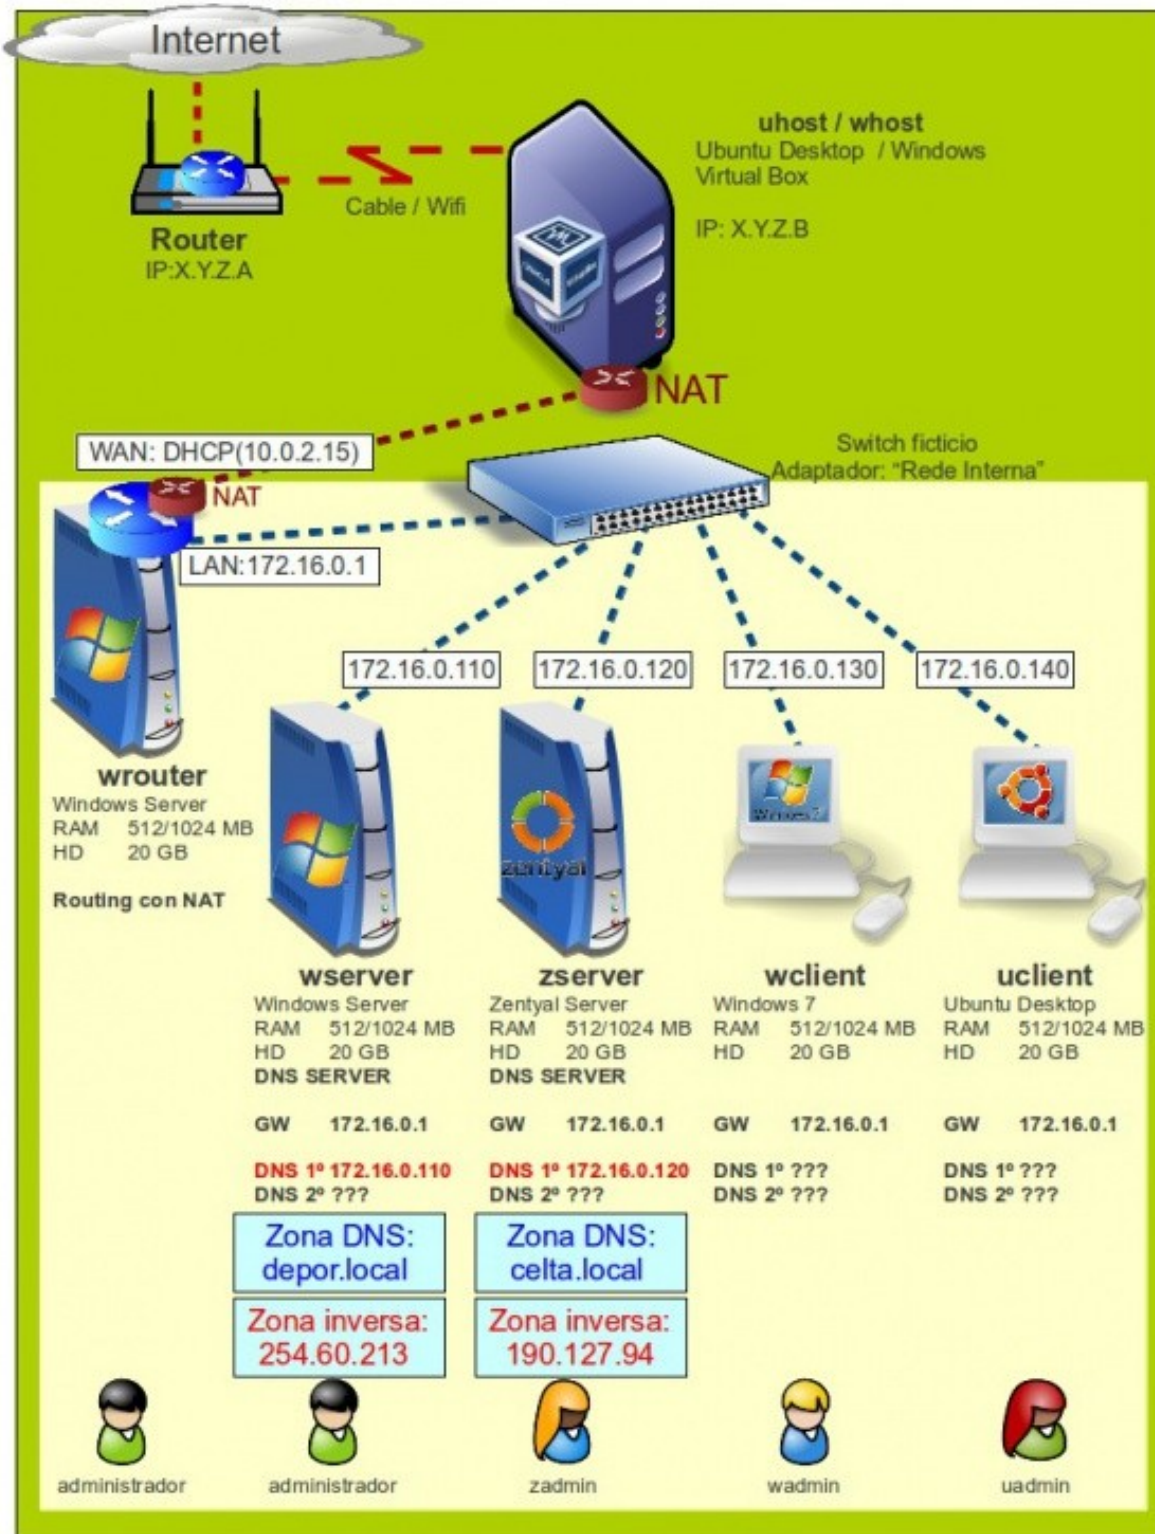 Internet
uhost / whost
Ubuntu Desktop / Windows
Virtual Box
IP: X.Y.Z.B
Cable / Wifi
Router
IP:X.Y.Z.A
NAT
WAN: DHCP(10.0.2.15)
Switch ficticio
Adaptador: “Rede Interna”
NAT
LAN:172.16.0.1
172.16.0.110
172.16.0.120
172.16.0.130
172.16.0.140
wrouter
Windows Server
RAM 512/1024 MB
HD 20 GB
Routing con NAT
wserver
Windows Server
RAM 512/1024 MB
HD 20 GB
DNS SERVER
GW 172.16.0.1
DNS 1º 172.16.0.110
DNS 2º ???
Zona DNS:
depor.local
Zona inversa:
254.60.213
zentyal
zserver
Zentyal Server
RAM 512/1024 MB
HD 20 GB
DNS SERVER
GW 172.16.0.1
DNS 1º 172.16.0.120
DNS 2º ???
Zona DNS:
celta.local
Zona inversa:
190.127.94
Windows 7
wclient
Windows 7
RAM 512/1024 MB
HD 20 GB
GW 172.16.0.1
DNS 1º ???
DNS 2º ???
uclient
Ubuntu Desktop
RAM 512/1024 MB
HD 20 GB
GW 172.16.0.1
DNS 1º ???
DNS 2º ???
administrador
administrador
zadmin
wadmin
uadmin